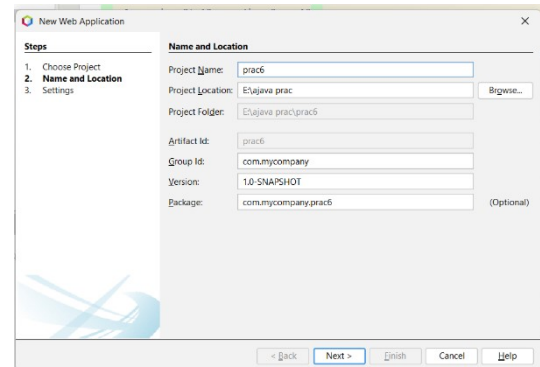 New Web Application
Steps
1. Choose Project
2. Name and Location
3. Settings
Name and Location
Project Name: prac6
Project Location: E:\ajava prac Browse...
Project Folder: E:\ajava prac\prac6
Artifact Id: prac6
Group Id: com.mycompany
Version: 1.0-SNAPSHOT
Package: com.mycompany.prac6 (Optional)
< Back Next > Finish Cancel Help